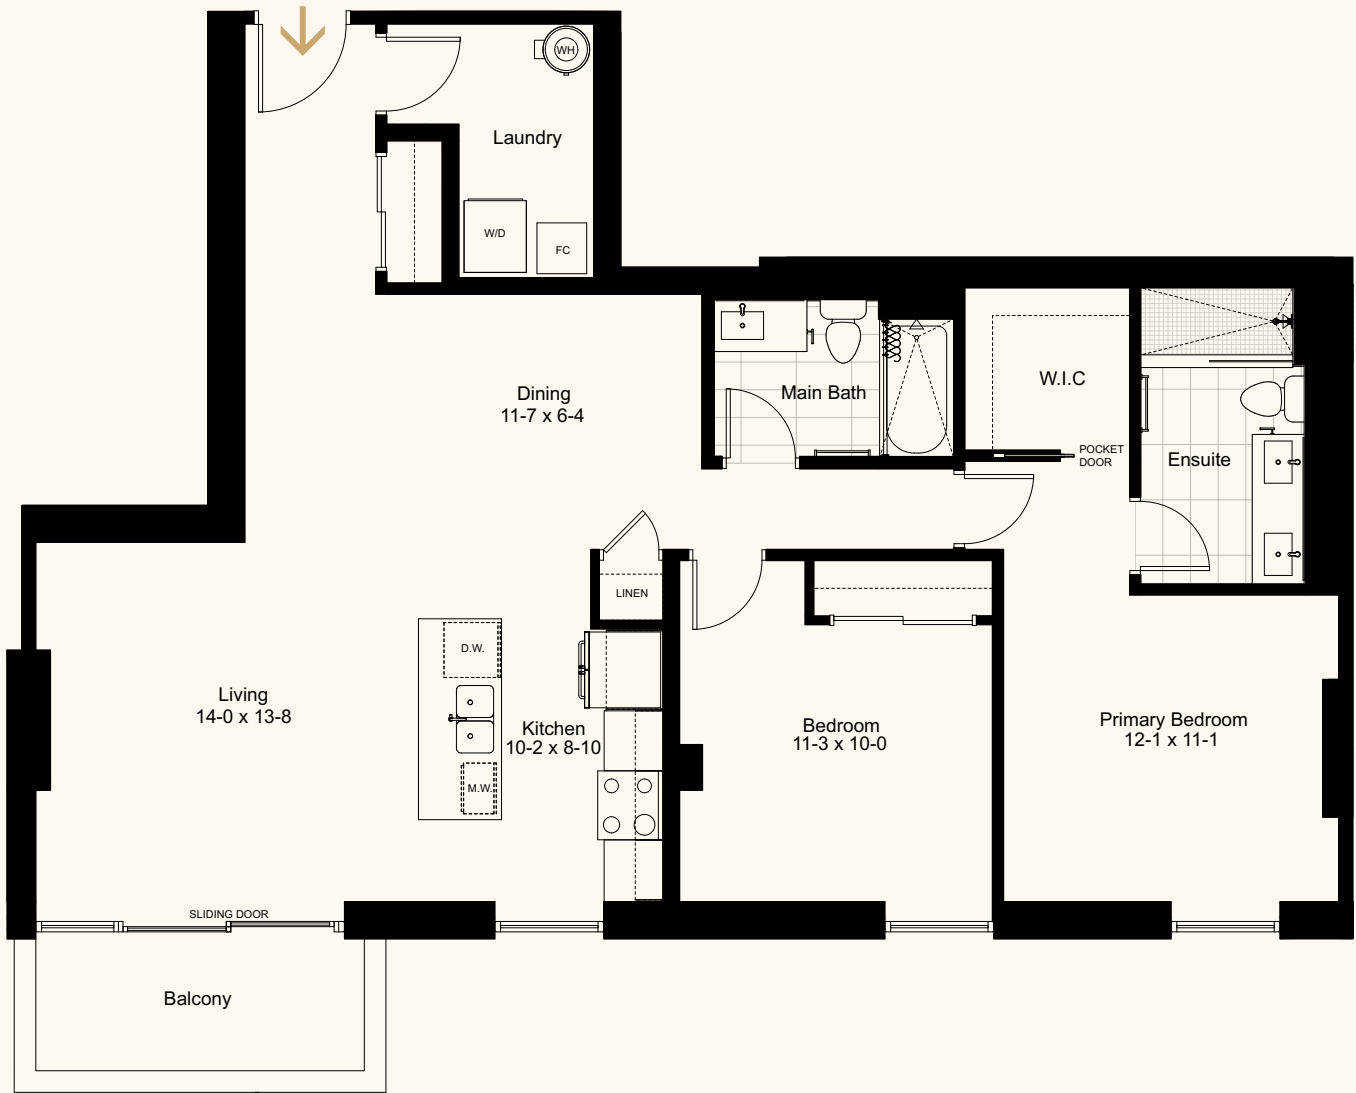 WH
Laundry
W/D
FC
Dining
11-7 x 6-4
Main Bath
W.I.C
POCKET
DOOR
Ensuite
LINEN
D.W.
Living
14-0 x 13-8
Kitchen
10-2 x 8-10
M.W.
Bedroom
11-3 x 10-0
Primary Bedroom
12-1 x 11-1
SLIDING DOOR
Balcony